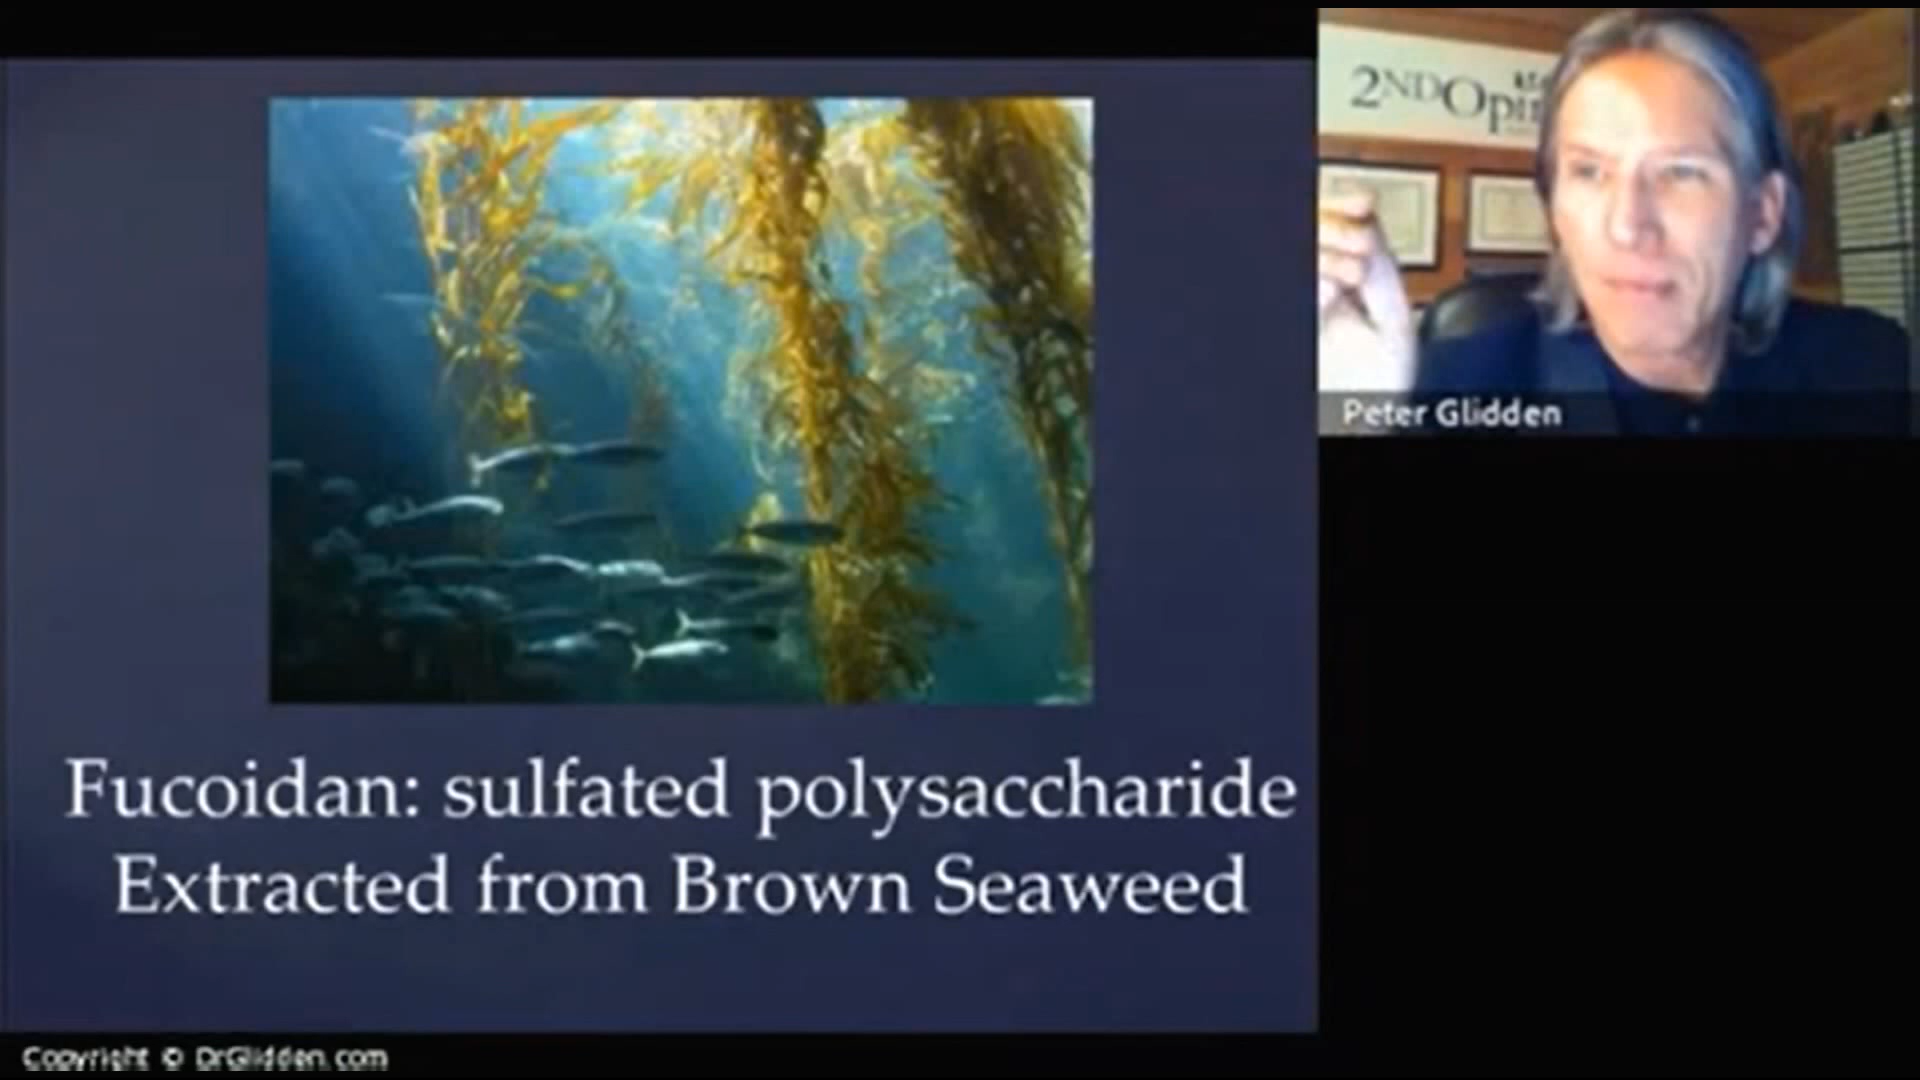 2ND Opi
Peter Glidden
Fucoidan: sulfated polysaccharide
Extracted from Brown Seaweed
Copyright © DrGlidden.com